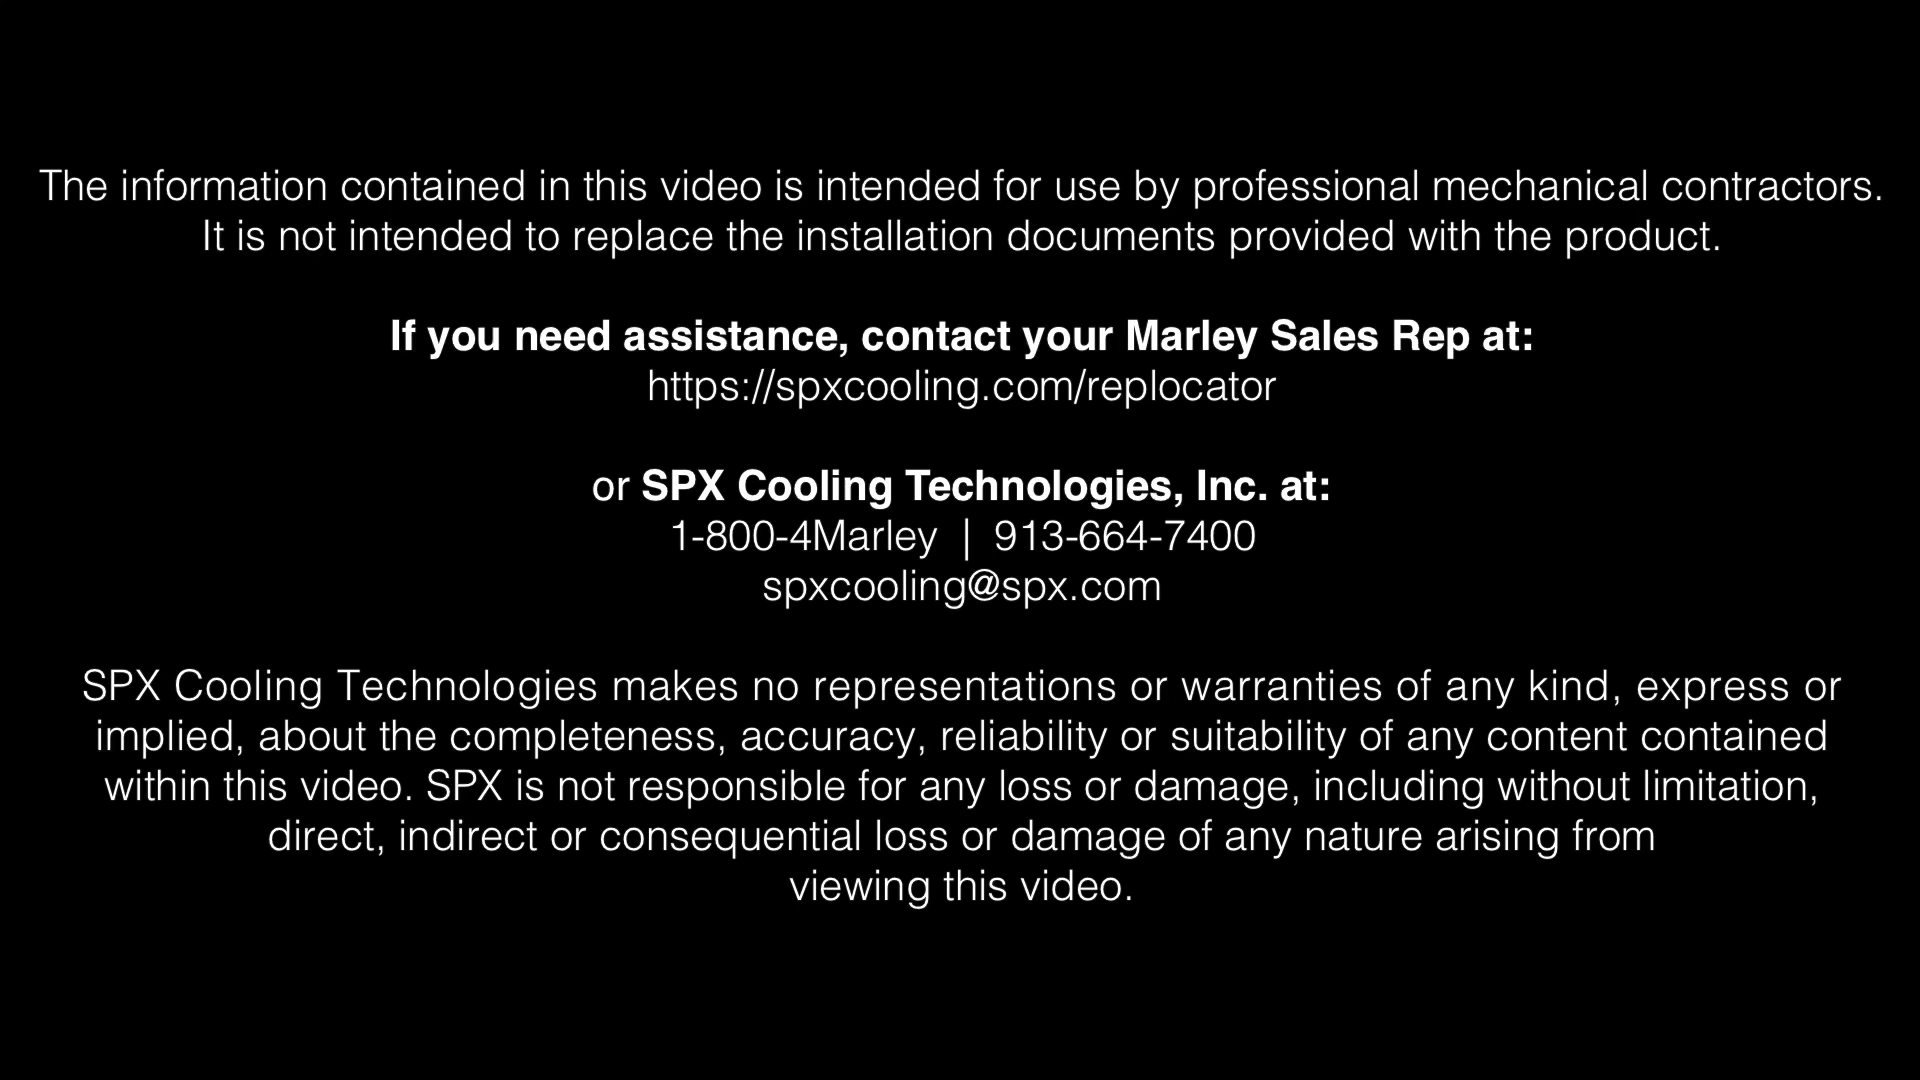 The information contained in this video is intended for use by professional mechanical contractors.
It is not intended to replace the installation documents provided with the product.
If you need assistance, contact your Marley Sales Rep at:
https://spxcooling.com/replocator
or SPX Cooling Technologies, Inc. at:
1-800-4Marley | 913-664-7400
spxcooling@spx.com
SPX Cooling Technologies makes no representations or warranties of any kind, express or
implied, about the completeness, accuracy, reliability or suitability of any content contained
within this video. SPX is not responsible for any loss or damage, including without limitation,
direct, indirect or consequential loss or damage of any nature arising from
viewing this video.